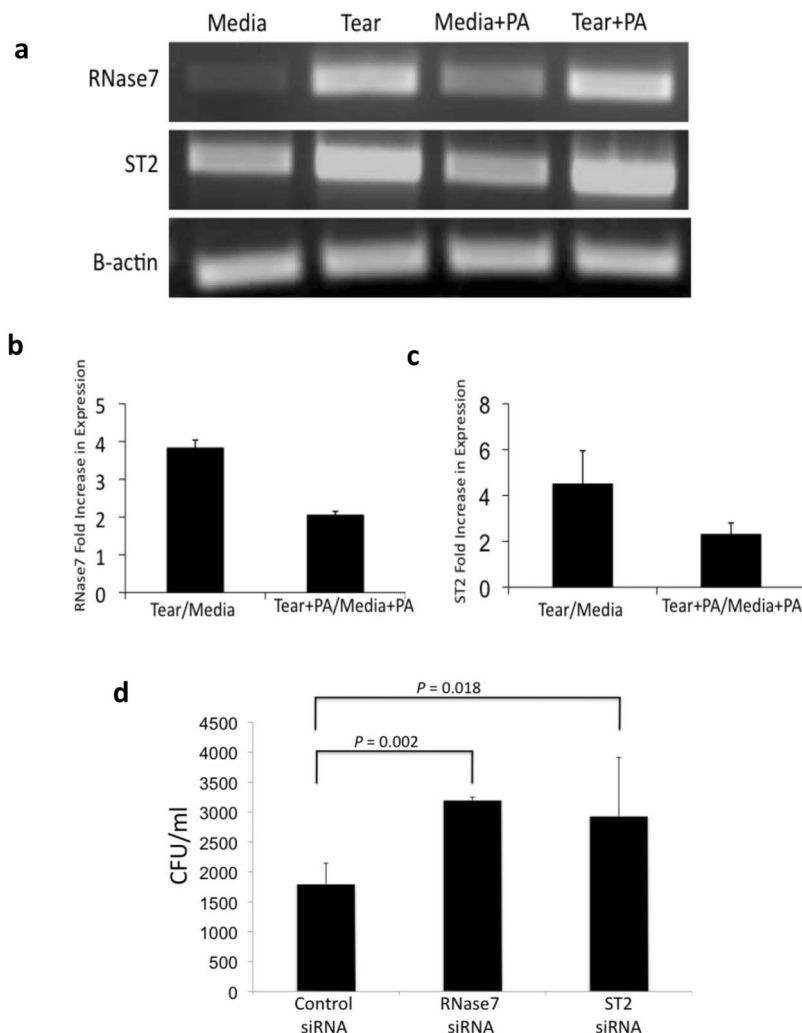 a
Media Tear Media+PA Tear+PA
RNase7
ST2
B-actin
b
RNase7 Fold Increase in Expression
5
4
3
2
1
0
Tear/Media Tear+PA/Media+PA
c
ST2 Fold Increase in Expression
8
6
4
2
0
Tear/Media Tear+PA/Media+PA
d
P = 0.018
P = 0.002
CFU/ml
4500
4000
3500
3000
2500
2000
1500
1000
500
0
Control RNase7 ST2
siRNA siRNA siRNA